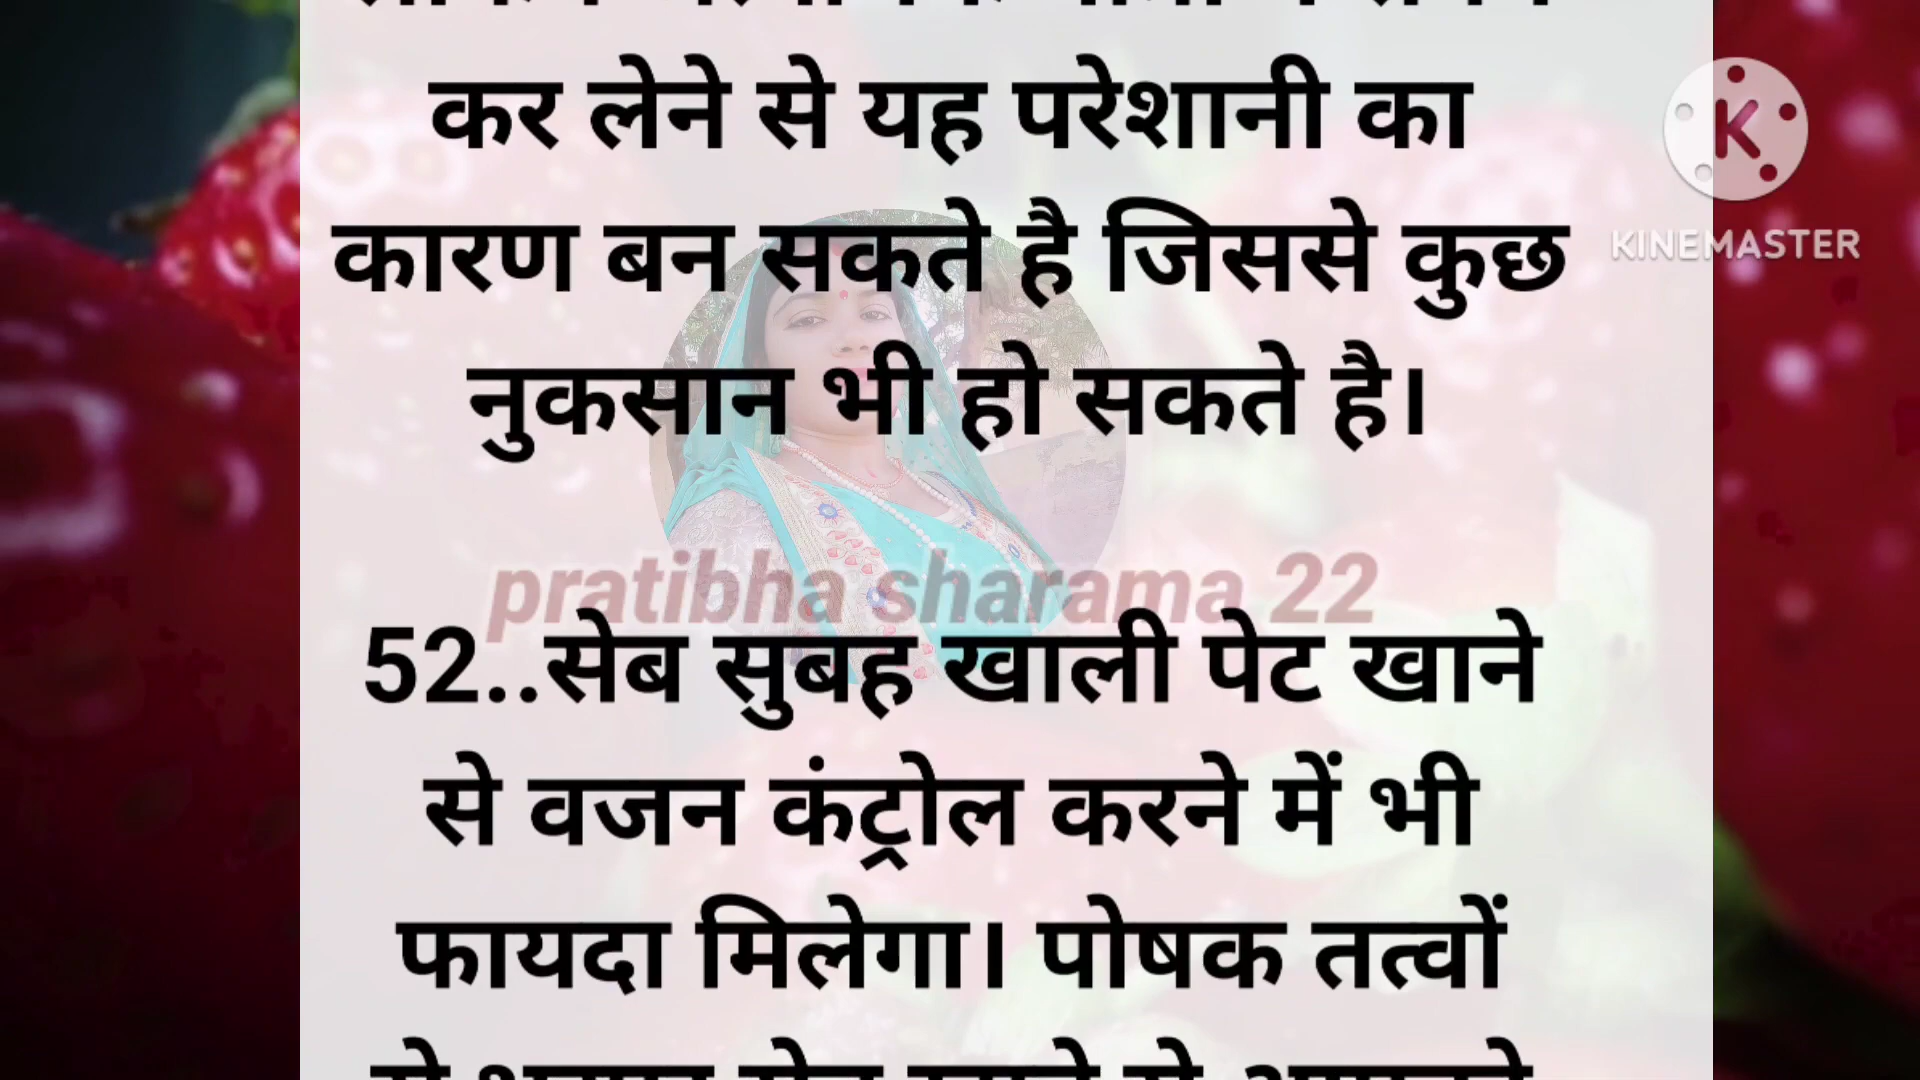 कर लेने से यह परेशानी का
कारण बन सकते है जिससे कुछ
नुकसान भी हो सकते है।
KINEMASTER
pratibha sharama 22
52..सेब सुबह खाली पेट खाने
से वजन कंट्रोल करने में भी
फायदा मिलेगा। पोषक तत्वों